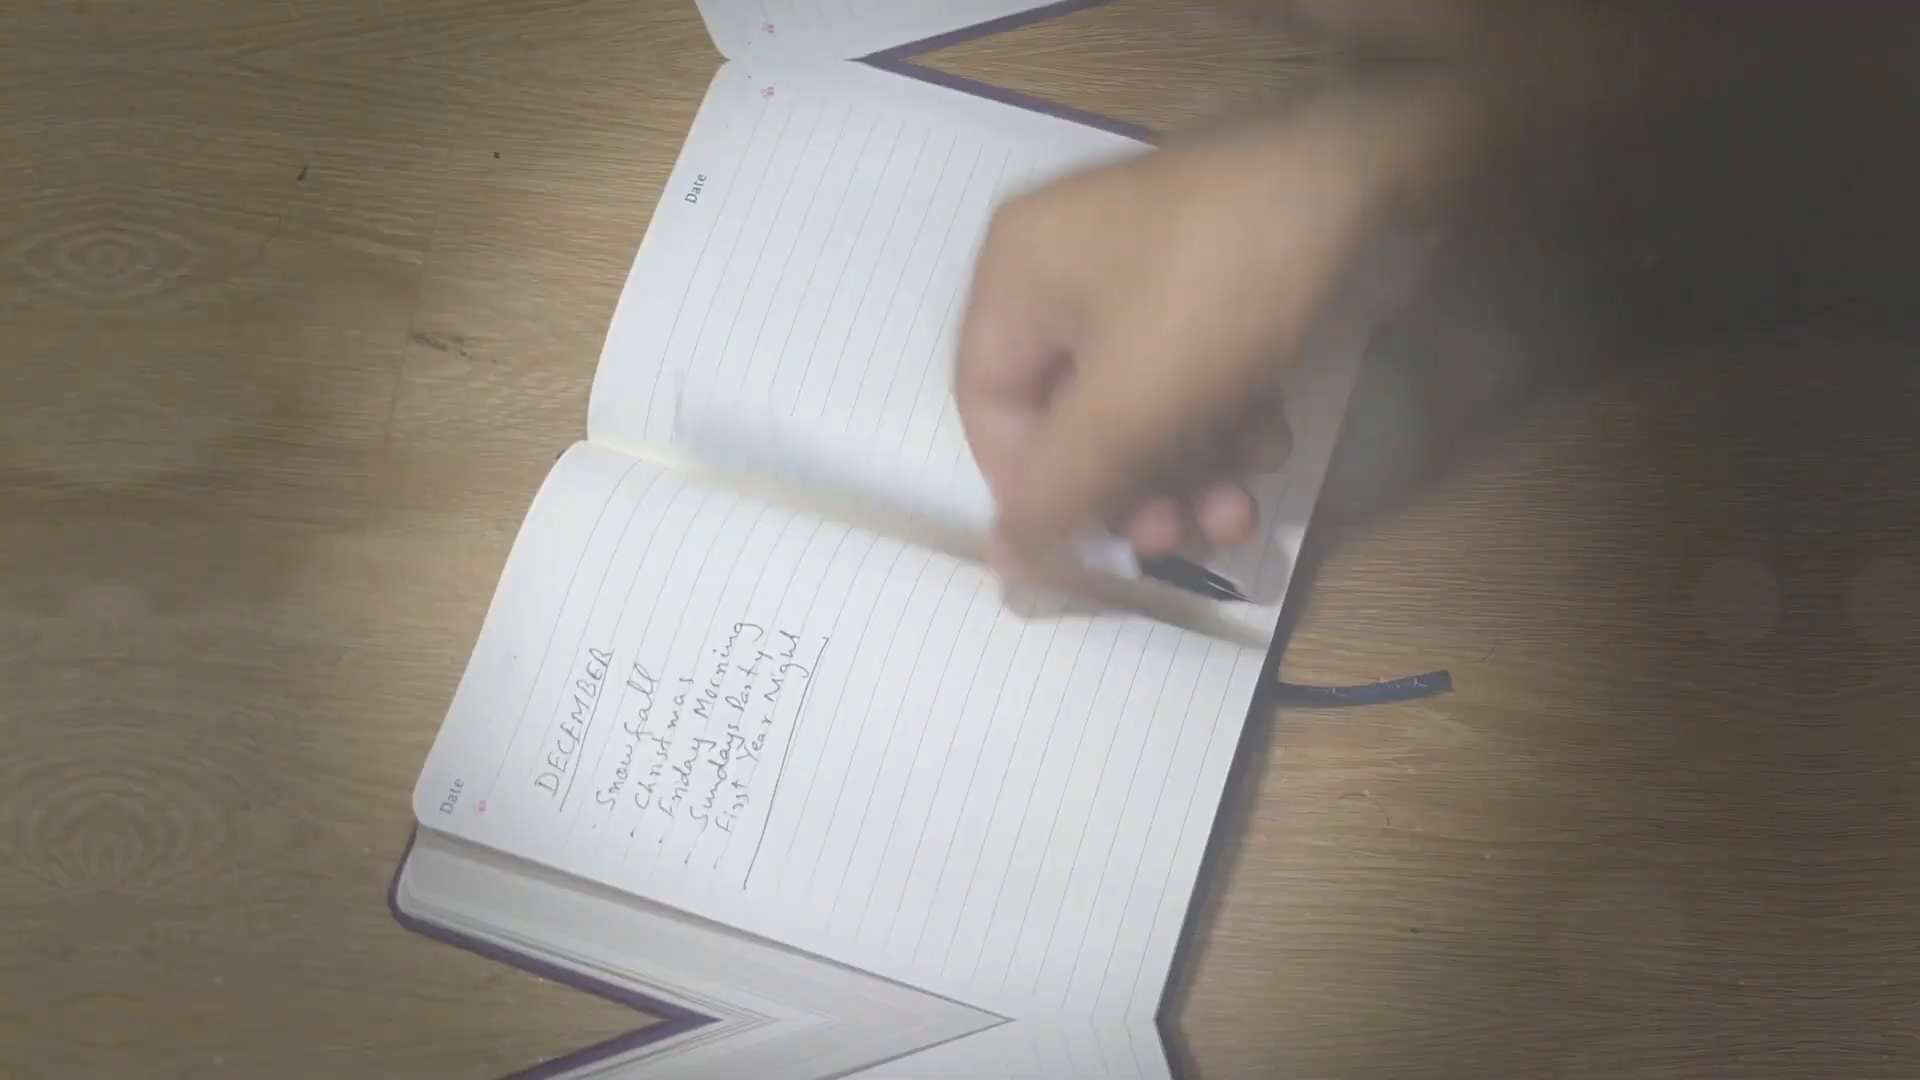 Date
Date
DECEMBER
. Snowfall
- Christmas
- Friday Morning
- Sundays Party
- First Year Night